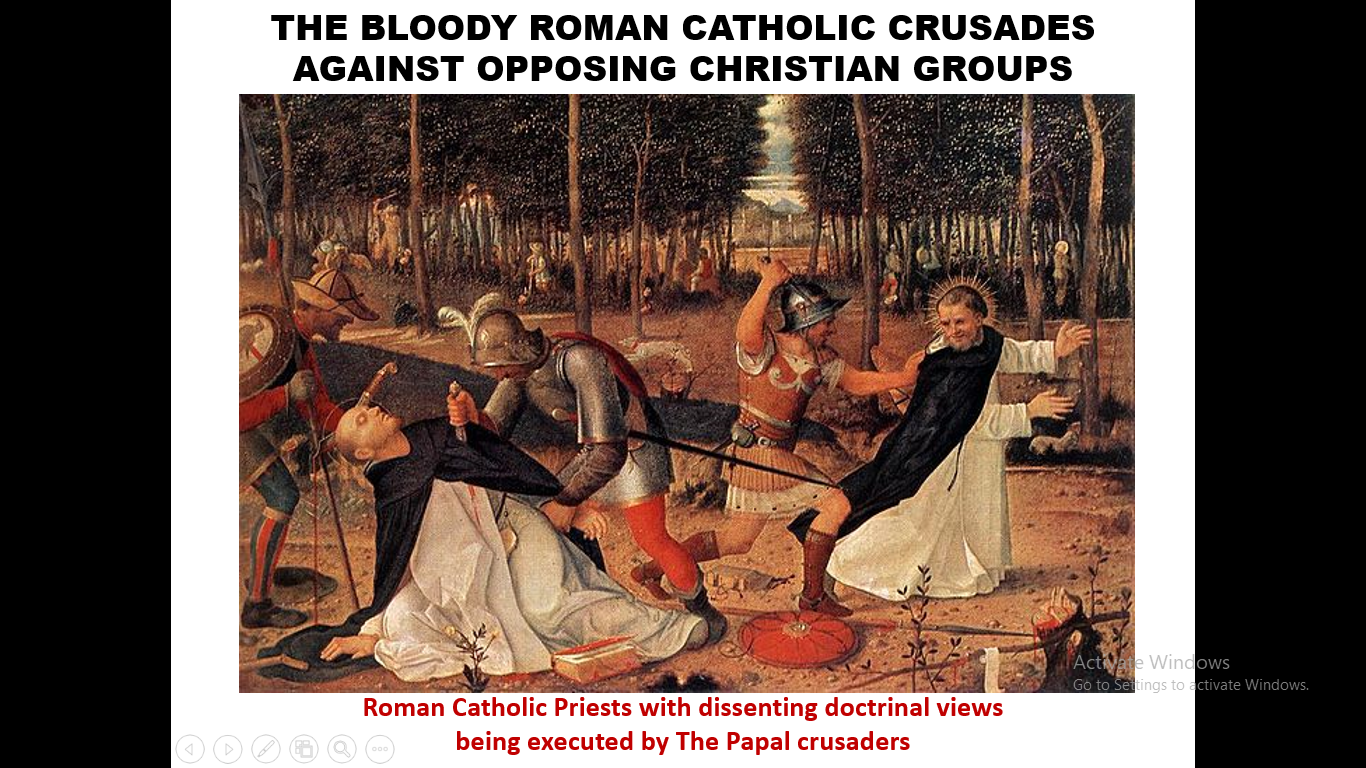 THE BLOODY ROMAN CATHOLIC CRUSADES
AGAINST OPPOSING CHRISTIAN GROUPS
Activate Windows
Go to Settings to activate Windows.
Roman Catholic Priests with dissenting doctrinal views
being executed by The Papal crusaders